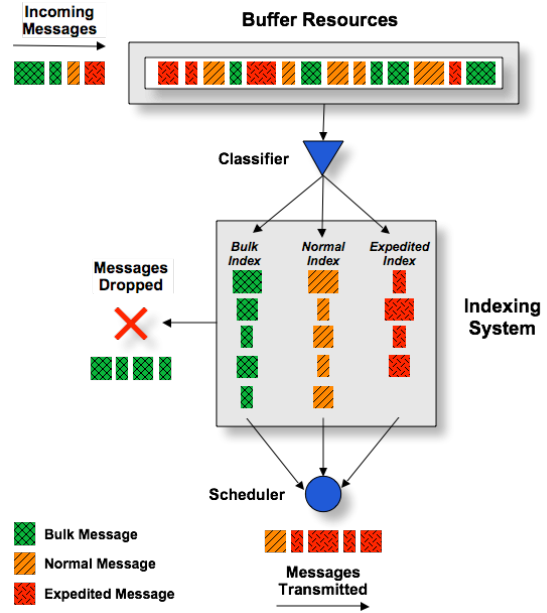 Incoming
Messages
Buffer Resources
Classifier
Bulk
Index
Normal
Index
Expedited
Index
Messages
Dropped
Indexing
System
Scheduler
Bulk Message
Normal Message
Expedited Message
Messages
Transmitted